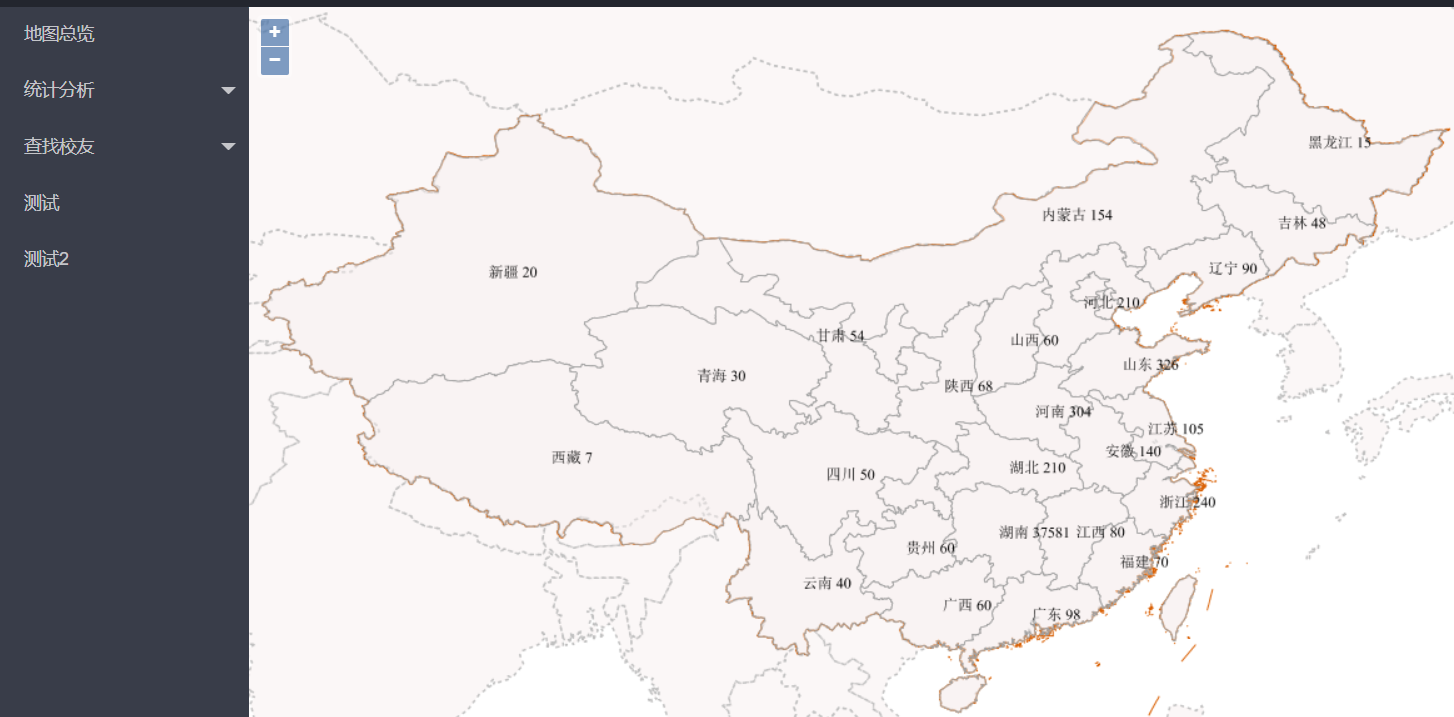 地图总览
统计分析
查找校友
测试
测试2
+
−
黑龙江 15
内蒙古 154
吉林 48
辽宁 90
新疆 20
河北 210
甘肃 54
山西 60
山东 326
青海 30
陕西 68
河南 304
江苏 105
安徽 140
西藏 7
湖北 210
四川 50
浙江 240
湖南 37581
江西 80
贵州 60
福建 70
云南 40
广西 60
广东 98